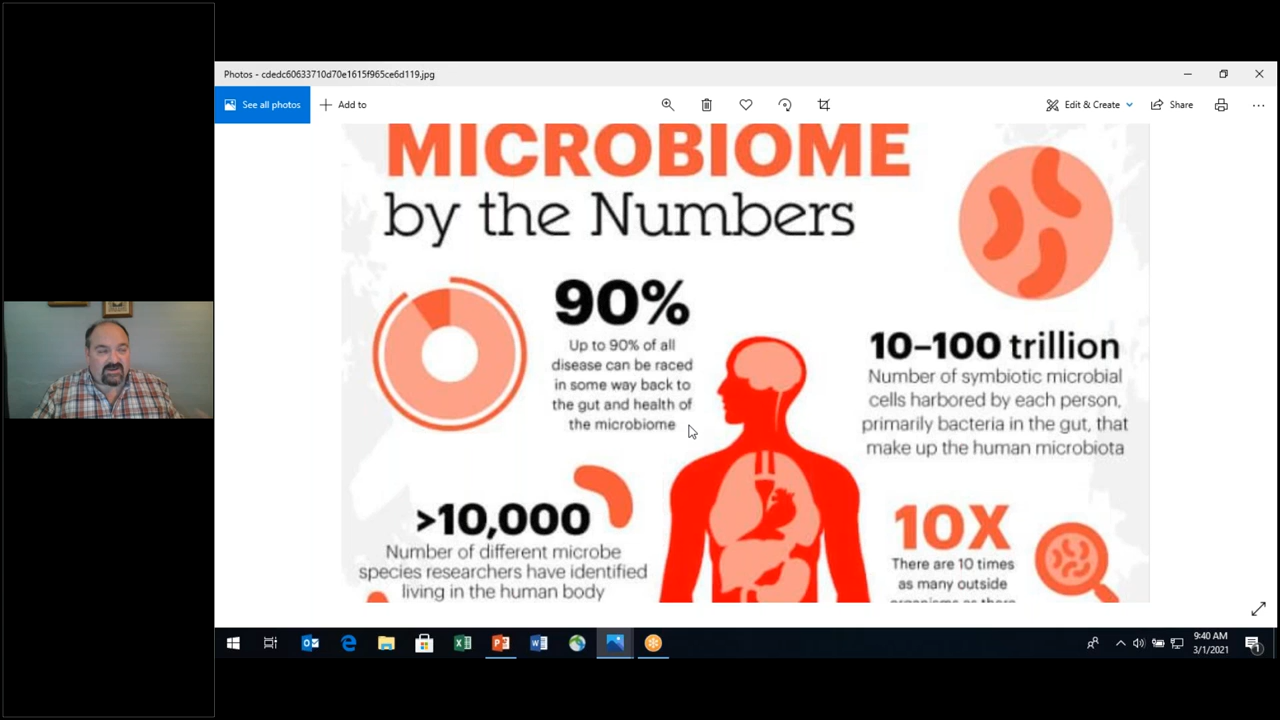 Photos - cdedc60633710d70e1615f965ce6d119.jpg
See all photos
Add to
Edit & Create
Share
MICROBIOME
by the Numbers
90%
Up to 90% of all
disease can be raced
in some way back to
the gut and health of
the microbiome
10–100 trillion
Number of symbiotic microbial
cells harbored by each person,
primarily bacteria in the gut, that
make up the human microbiota
>10,000
Number of different microbe
species researchers have identified
living in the human body
10X
There are 10 times
as many outside
organisms as there
9:40 AM
3/1/2021
1